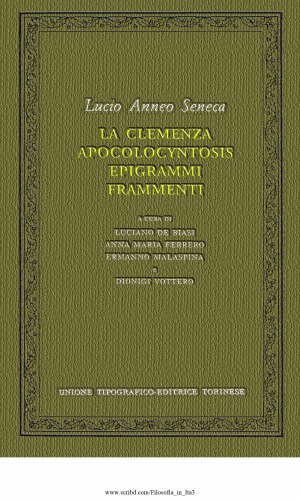 Lucio Anneo Seneca
LA CLEMENZA
APOCOLOCYNTOSIS
EPIGRAMMI
FRAMMENTI
A CURA DI
LUCIANO DE BIASI
ANNA MARIA FERRERO
ERMANNO MALASPINA
E
DIONIGI VOTTERO
UNIONE TIPOGRAFICO-EDITRICE TORINESE
www.scribd.com/Filosofia_in_Ita3